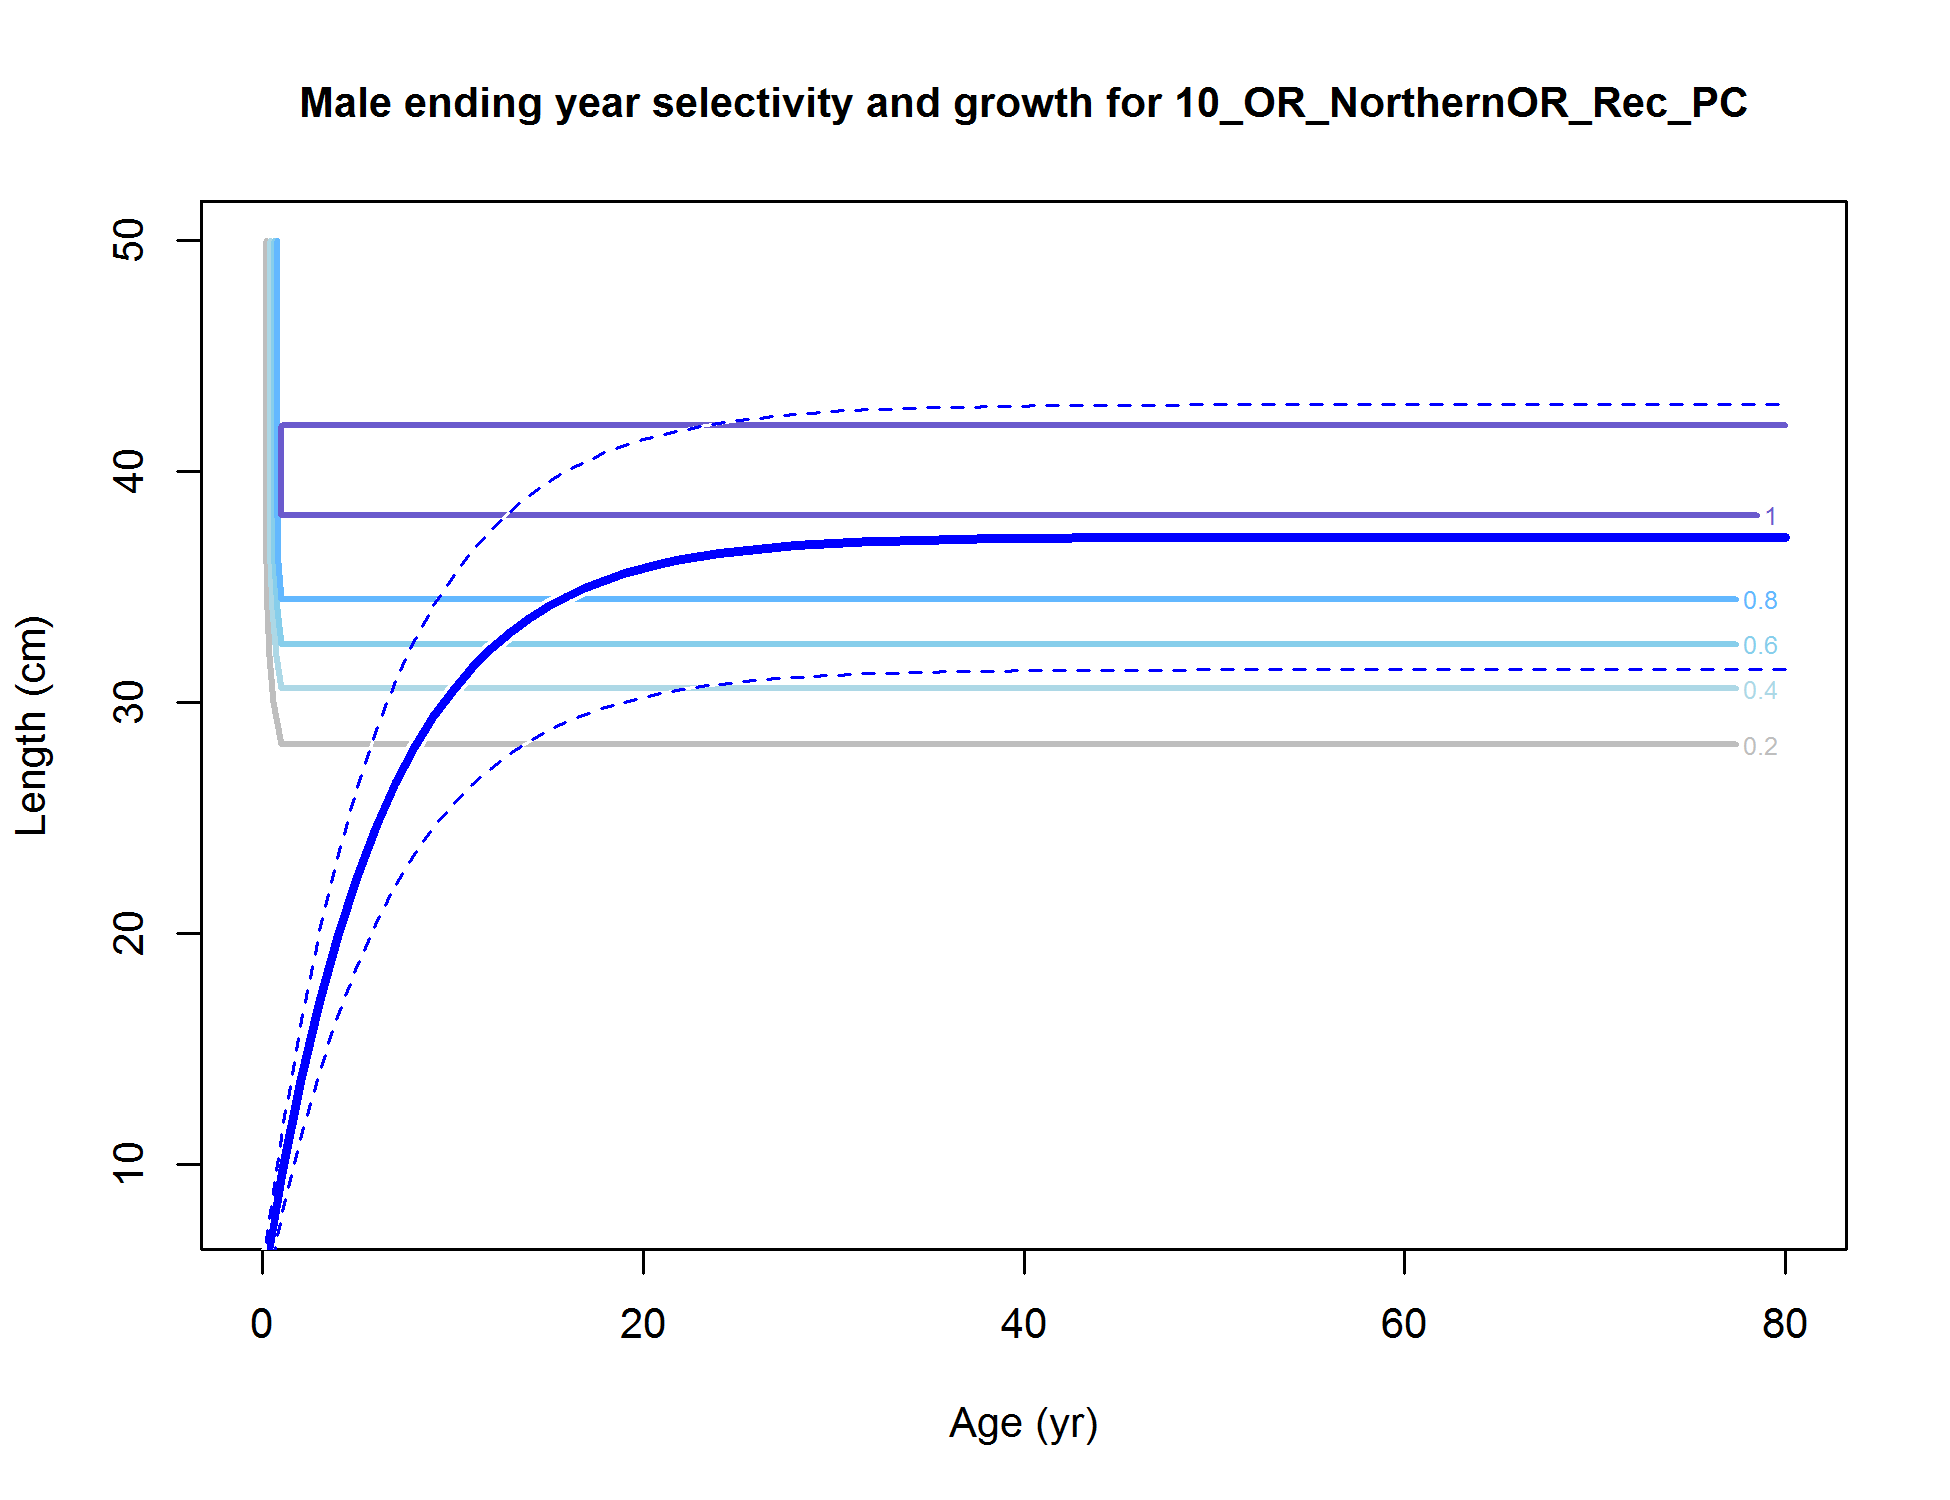 Male ending year selectivity and growth for 10_OR_NorthernOR_Rec_PC
50
40
30
20
10
Length (cm)
1
0.8
0.6
0.4
0.2
0 20 40 60 80
Age (yr)